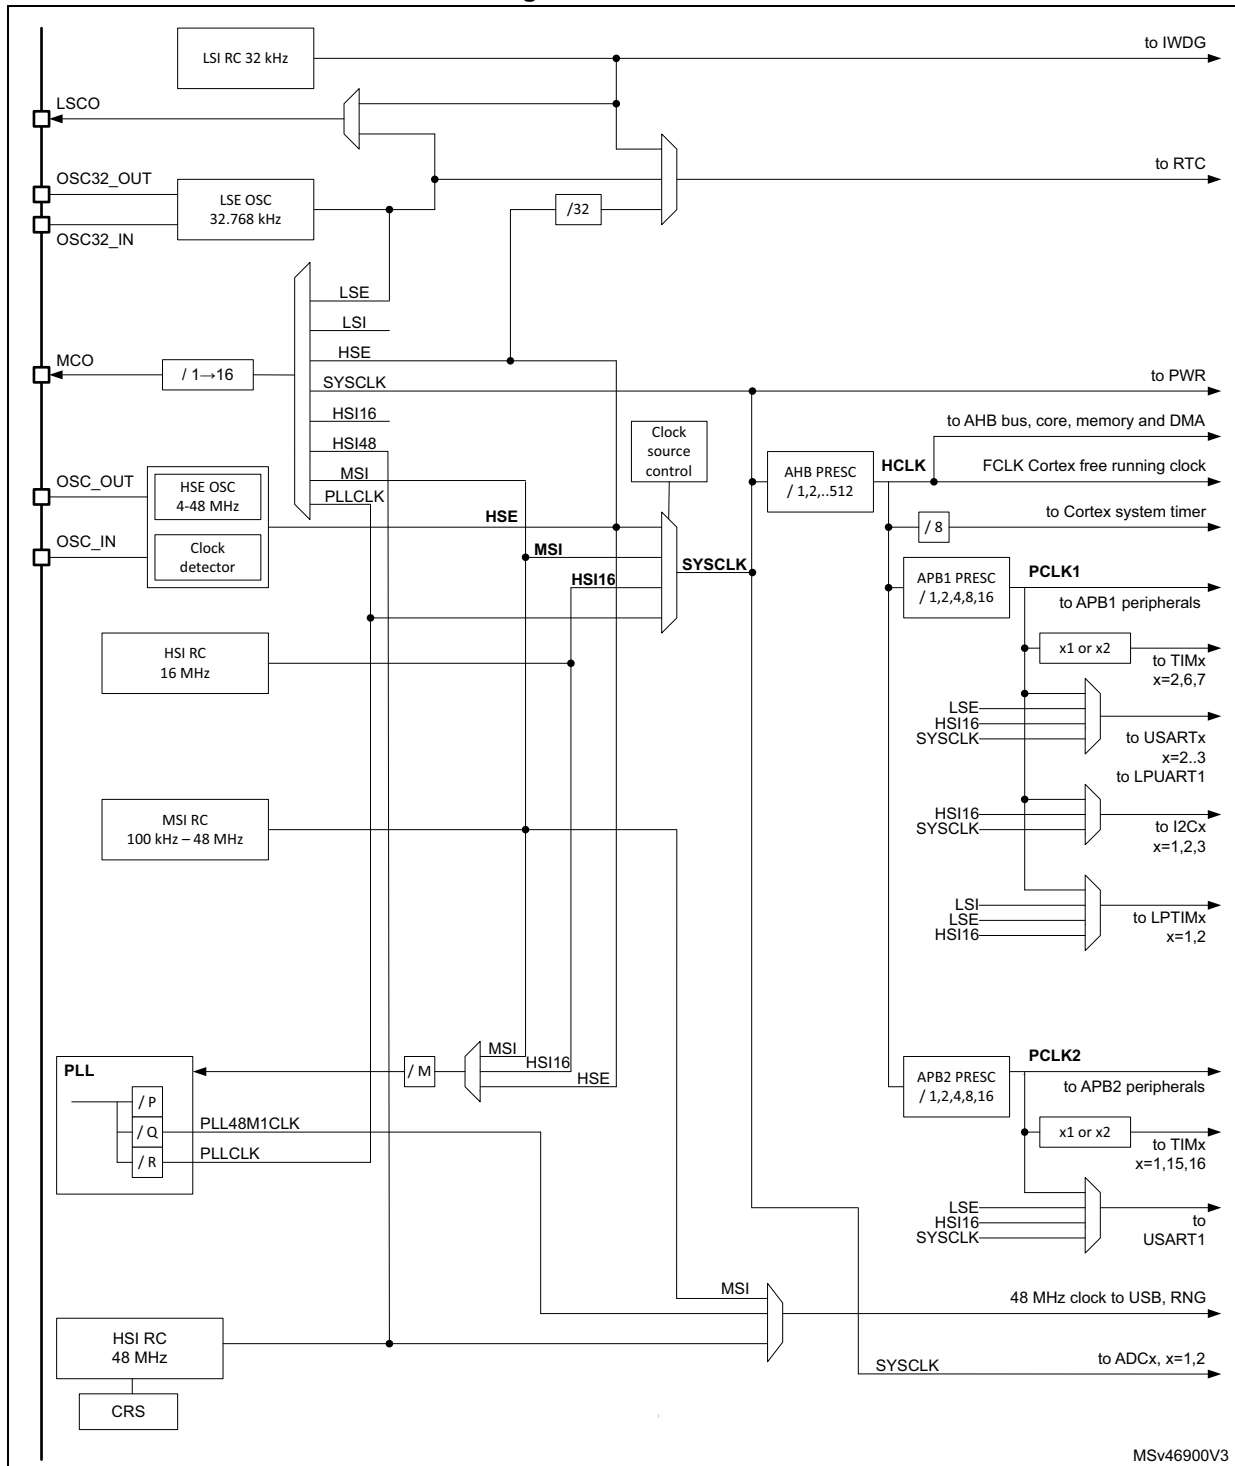 LSI RC 32 kHz
to IWDG
LSCO
to RTC
OSC32_OUT
LSE OSC
32.768 kHz
/32
OSC32_IN
LSE
LSI
MCO
HSE
/ 1→16
SYSCLK
to PWR
HSI16
to AHB bus, core, memory and DMA
Clock
source
control
HSI48
AHB PRESC
/ 1,2,..512
HCLK
FCLK Cortex free running clock
MSI
OSC_OUT
HSE OSC
4-48 MHz
PLLCLK
/ 8
to Cortex system timer
HSE
OSC_IN
Clock
detector
MSI
SYSCLK
HSI16
APB1 PRESC
/ 1,2,4,8,16
PCLK1
to APB1 peripherals
HSI RC
16 MHz
x1 or x2
to TIMx
x=2,6,7
LSE
HSI16
SYSCLK
to USARTx
x=2..3
to LPUART1
MSI RC
100 kHz – 48 MHz
HSI16
SYSCLK
to I2Cx
x=1,2,3
LSI
LSE
HSI16
to LPTIMx
x=1,2
MSI
HSI16
HSE
/ M
PLL
/ P
/ Q
/ R
PLL48M1CLK
PLLCLK
APB2 PRESC
/ 1,2,4,8,16
PCLK2
to APB2 peripherals
x1 or x2
to TIMx
x=1,15,16
LSE
HSI16
SYSCLK
to
USART1
MSI
48 MHz clock to USB, RNG
HSI RC
48 MHz
SYSCLK
to ADCx, x=1,2
CRS
MSv46900V3